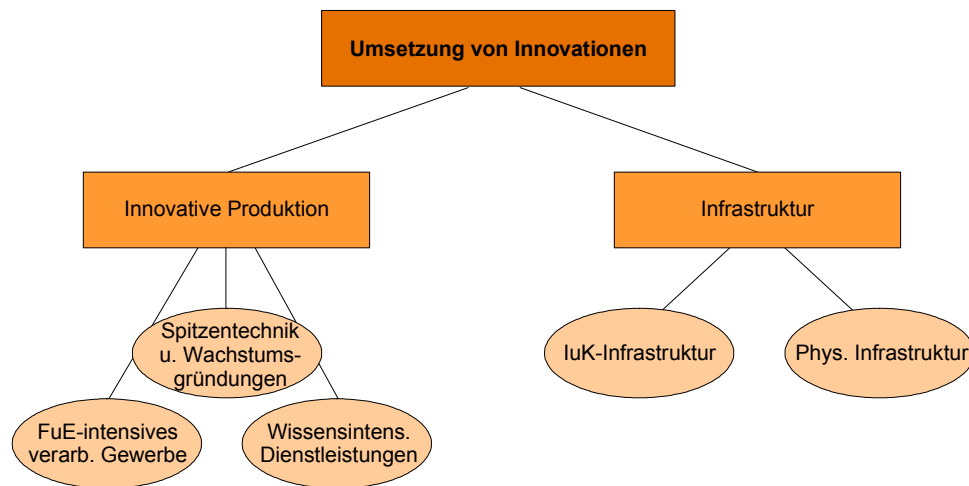 Umsetzung von Innovationen
Innovative Produktion
Infrastruktur
Spitzentechnik
u. Wachstums-
gründungen
IuK-Infrastruktur
Phys. Infrastruktur
FuE-intensives
verarb. Gewerbe
Wissensintens.
Dienstleistungen